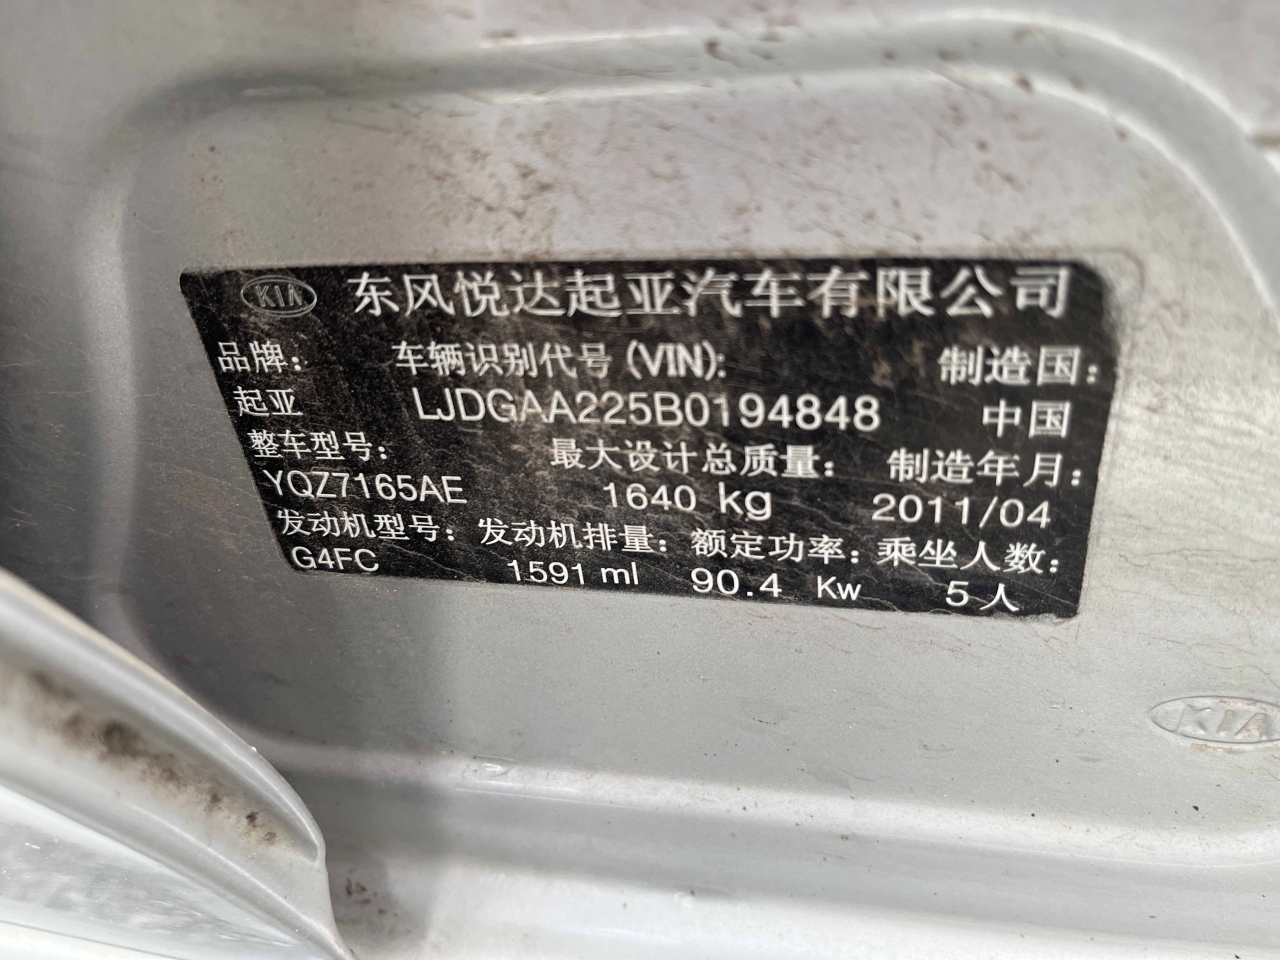 KIA 东风悦达起亚汽车有限公司
品牌: 车辆识别代号(VIN): 制造国:
起亚 LJDGAA225B0194848 中国
整车型号: 最大设计总质量: 制造年月:
YQZ7165AE 1640 kg 2011/04
发动机型号: 发动机排量: 额定功率: 乘坐人数:
G4FC 1591 ml 90.4 Kw 5人
KIA